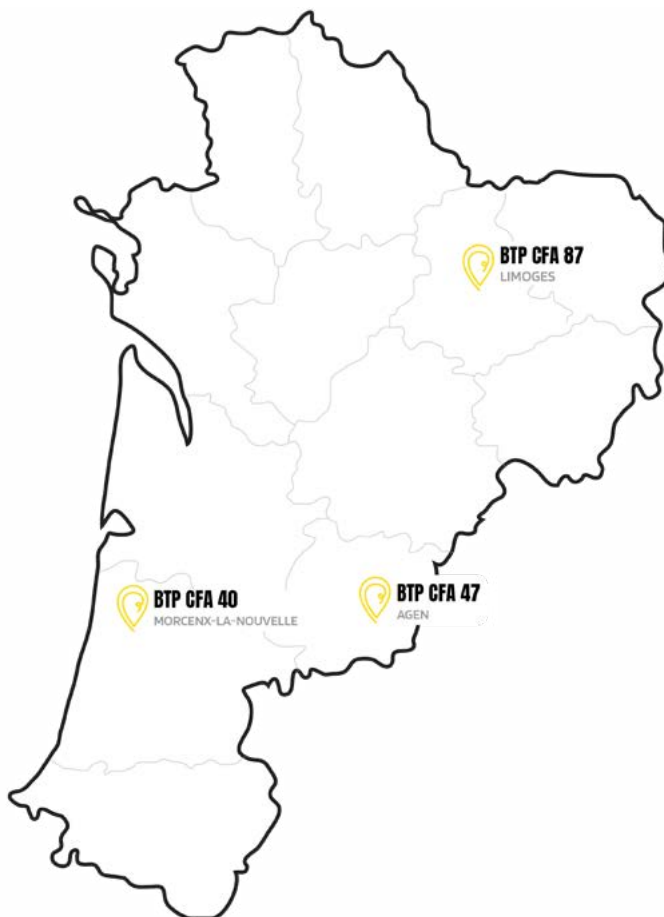 BTP CFA 87
LIMOGES
BTP CFA 40
MORCENX-LA-NOUVELLE
BTP CFA 47
AGEN